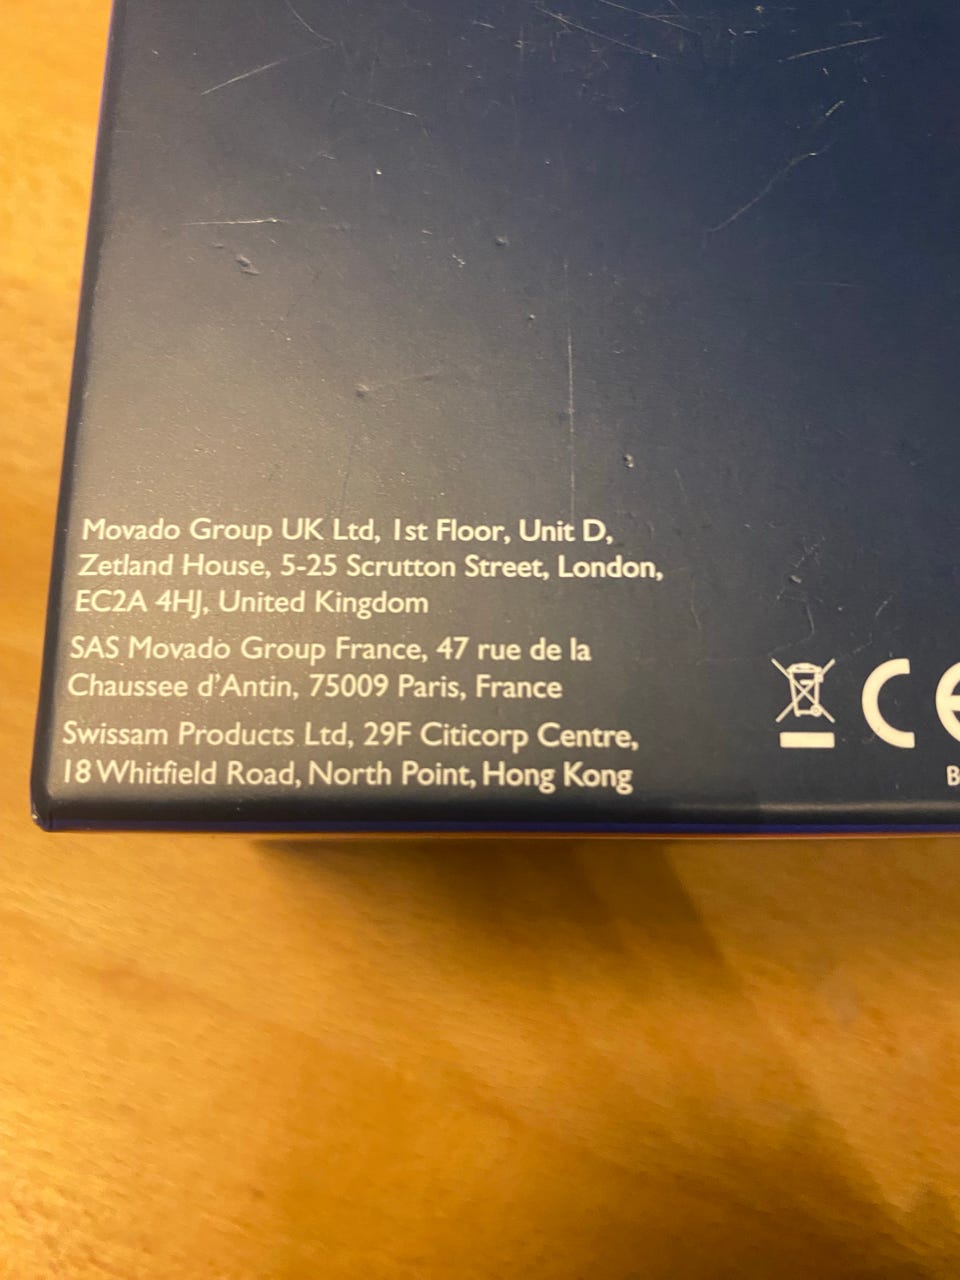 Movado Group UK Ltd, 1st Floor, Unit D,
Zetland House, 5-25 Scrutton Street, London,
EC2A 4HJ, United Kingdom
SAS Movado Group France, 47 rue de la
Chaussee d'Antin, 75009 Paris, France
Swissam Products Ltd, 29F Citicorp Centre,
18 Whitfield Road, North Point, Hong Kong
CE